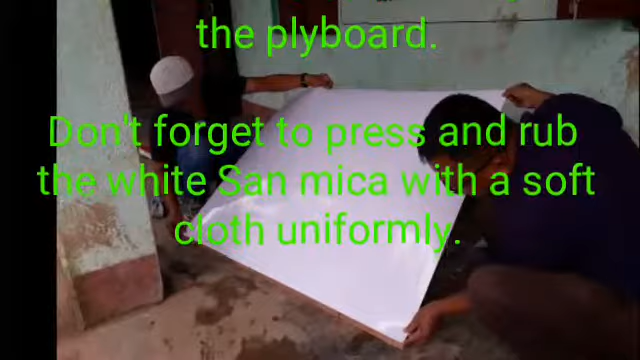 the plyboard.
Don't forget to press and rub
the white San mica with a soft
cloth uniformly.